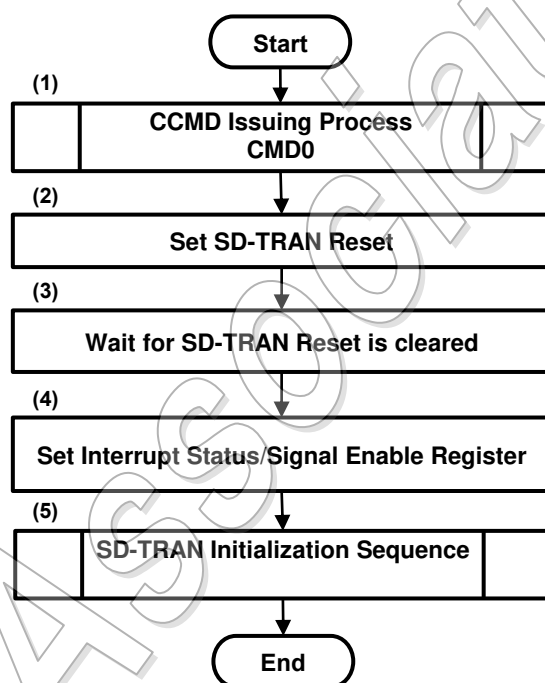 Start
(1)
CCMD Issuing Process
CMD0
(2)
Set SD-TRAN Reset
(3)
Wait for SD-TRAN Reset is cleared
(4)
Set Interrupt Status/Signal Enable Register
(5)
SD-TRAN Initialization Sequence
End